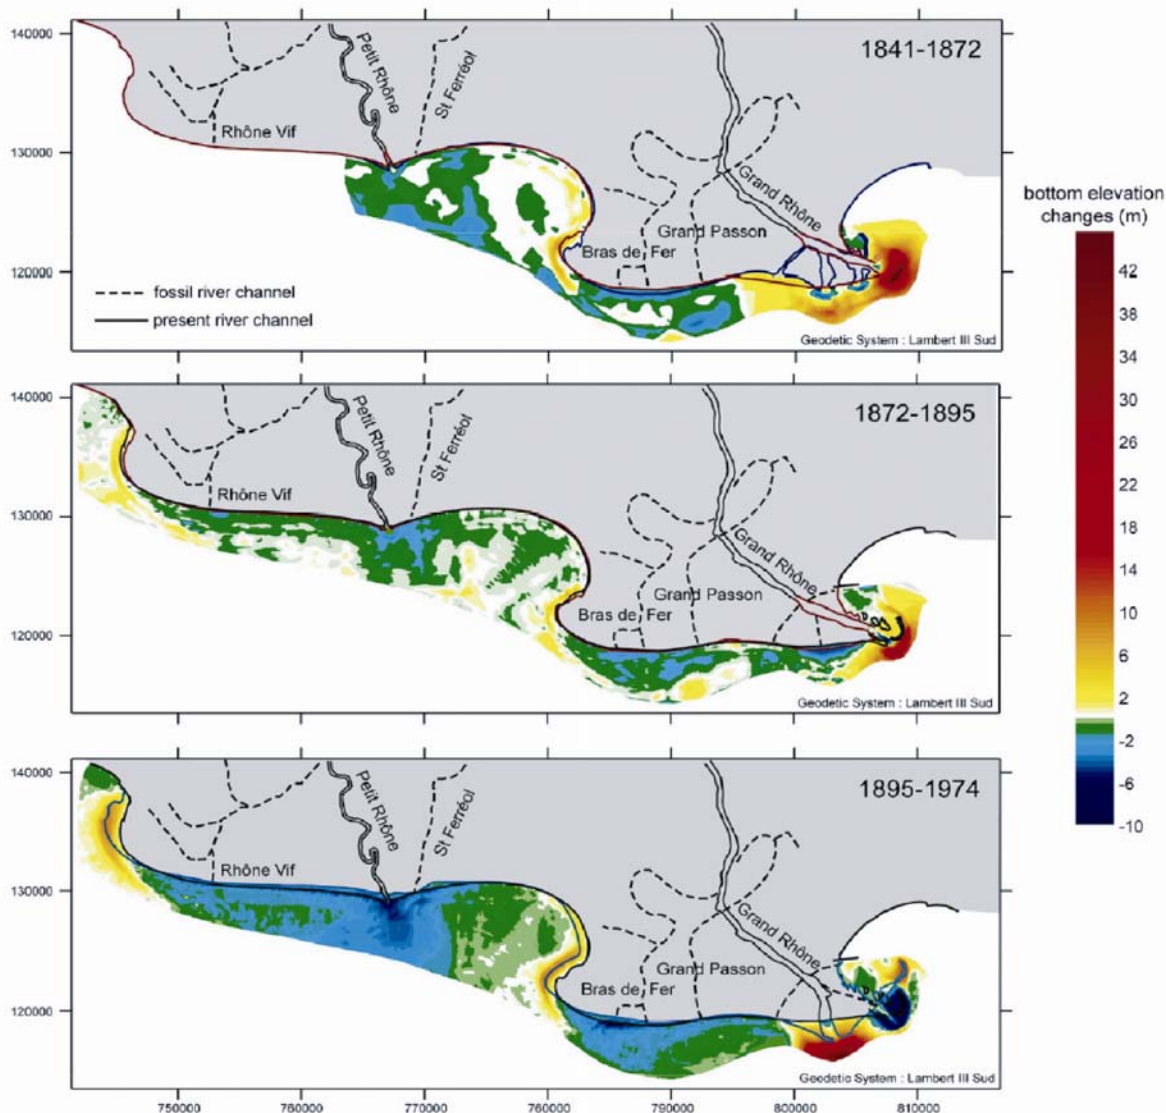 140000
130000
120000
1841-1872
Petit Rhône
St Ferréol
Rhône Vif
Grand Rhône
Grand Passon
Bras de Fer
fossil river channel
present river channel
Geodetic System : Lambert III Sud
140000
130000
120000
1872-1895
Petit Rhône
St Ferréol
Rhône Vif
Grand Rhône
Grand Passon
Bras de Fer
Geodetic System : Lambert III Sud
140000
130000
120000
1895-1974
Petit Rhône
St Ferréol
Rhône Vif
Grand Rhône
Grand Passon
Bras de Fer
Geodetic System : Lambert III Sud
750000 760000 770000 780000 790000 800000 810000
bottom elevation
changes (m)
42
38
34
30
26
22
18
14
10
6
2
-2
-6
-10